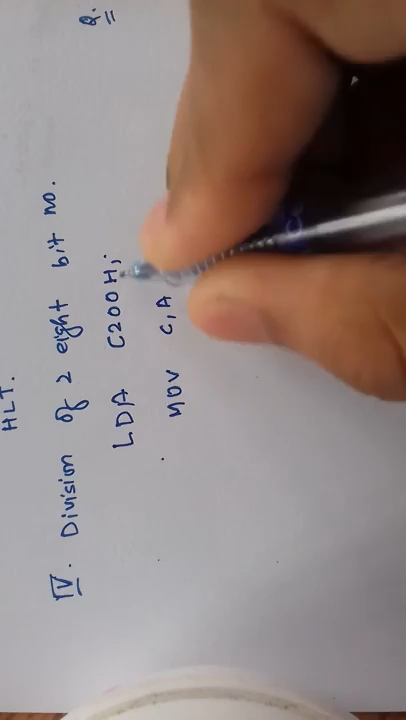 HLT.
IV. Division of 2 eight bit no.
LDA C200H;
MOV C,A
Q.